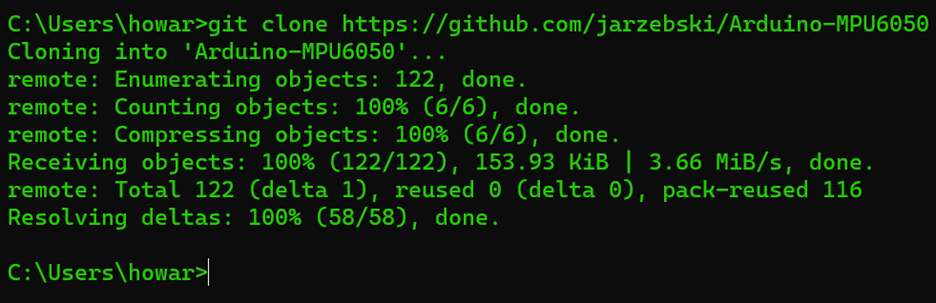 C:\Users\howar>git clone https://github.com/jarzebski/Arduino-MPU6050
Cloning into 'Arduino-MPU6050'...
remote: Enumerating objects: 122, done.
remote: Counting objects: 100% (6/6), done.
remote: Compressing objects: 100% (6/6), done.
Receiving objects: 100% (122/122), 153.93 KiB | 3.66 MiB/s, done.
remote: Total 122 (delta 1), reused 0 (delta 0), pack-reused 116
Resolving deltas: 100% (58/58), done.
C:\Users\howar>